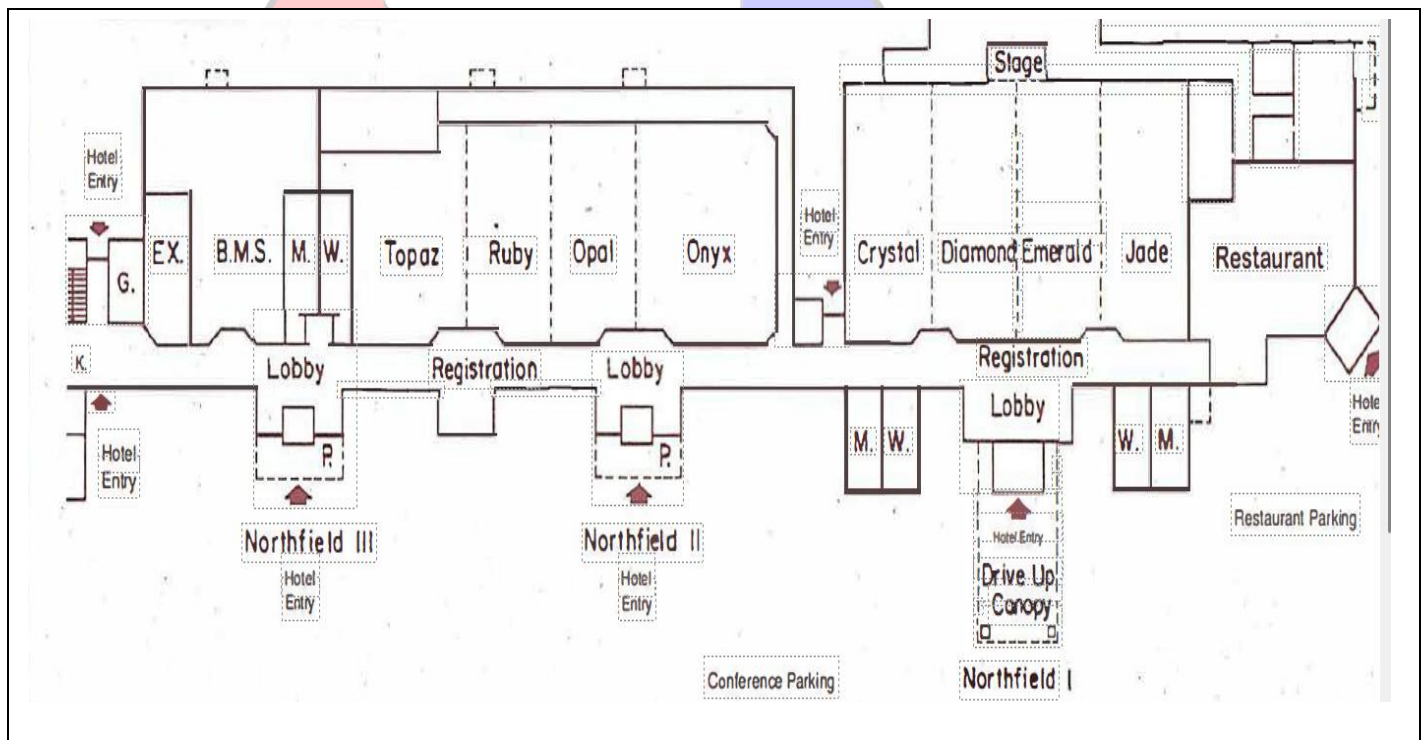 Stage
Hotel
Entry
Hotel
Entry
EX.
B.M.S.
M.
W.
Topaz
Ruby
Opal
Onyx
Crystal
Diamond
Emerald
Jade
Restaurant
G.
K.
Lobby
Registration
Lobby
Registration
Lobby
Hotel
Entry
P.
P.
M.
W.
W.
M.
Hotel
Entry
Restaurant Parking
Northfield III
Northfield II
Hotel Entry
Hotel
Entry
Hotel
Entry
Drive Up
Canopy
Conference Parking
Northfield I